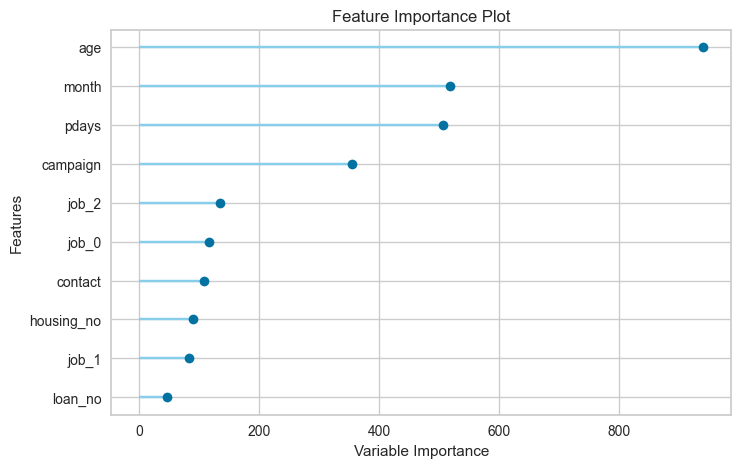 Feature Importance Plot
age
month
pdays
campaign
job_2
job_0
contact
housing_no
job_1
loan_no
Features
0 200 400 600 800
Variable Importance